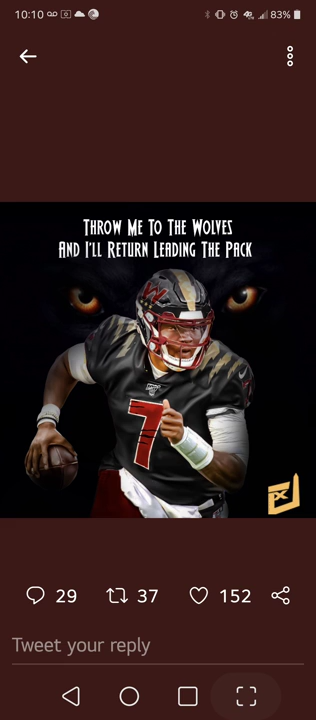 10:10
83%
THROW ME TO THE WOLVES
AND I'LL RETURN LEADING THE PACK
W
7
29
37
152
Tweet your reply